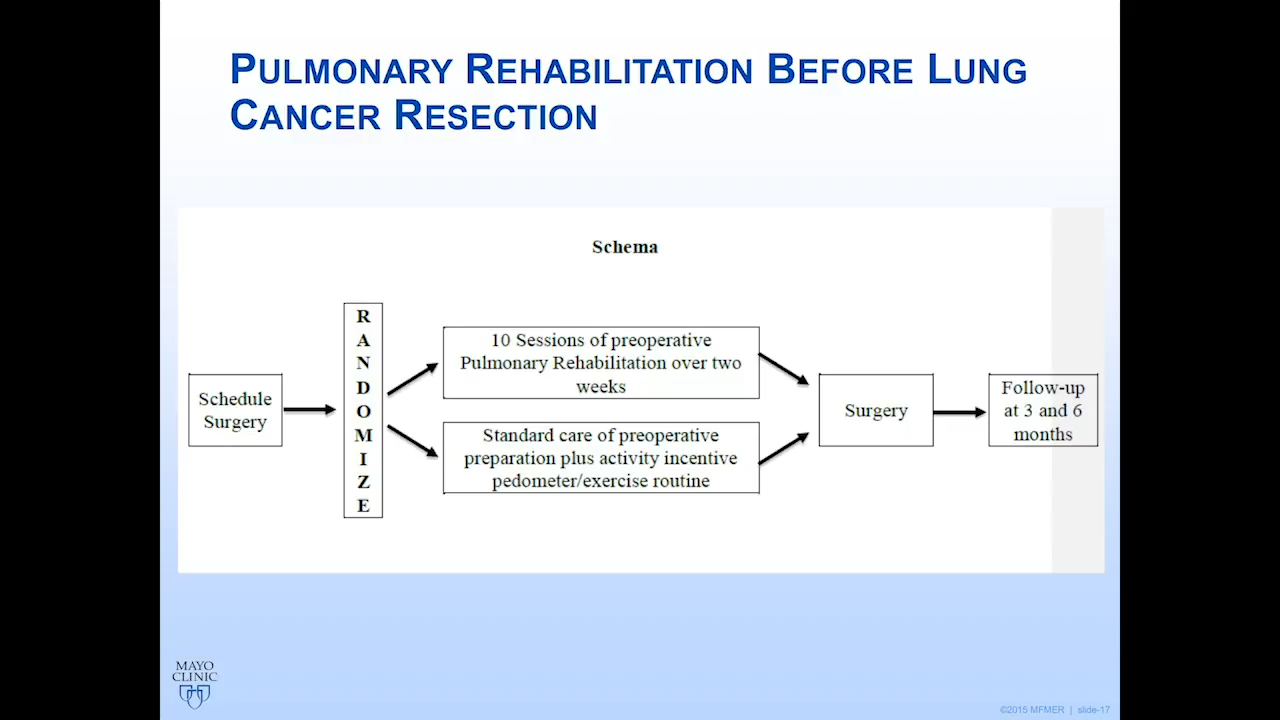 PULMONARY REHABILITATION BEFORE LUNG
CANCER RESECTION
Schema
Schedule
Surgery
R
A
N
D
O
M
I
Z
E
10 Sessions of preoperative
Pulmonary Rehabilitation over two
weeks
Standard care of preoperative
preparation plus activity incentive
pedometer/exercise routine
Surgery
Follow-up
at 3 and 6
months
MAYO
CLINIC
©2015 MFMER | slide-17